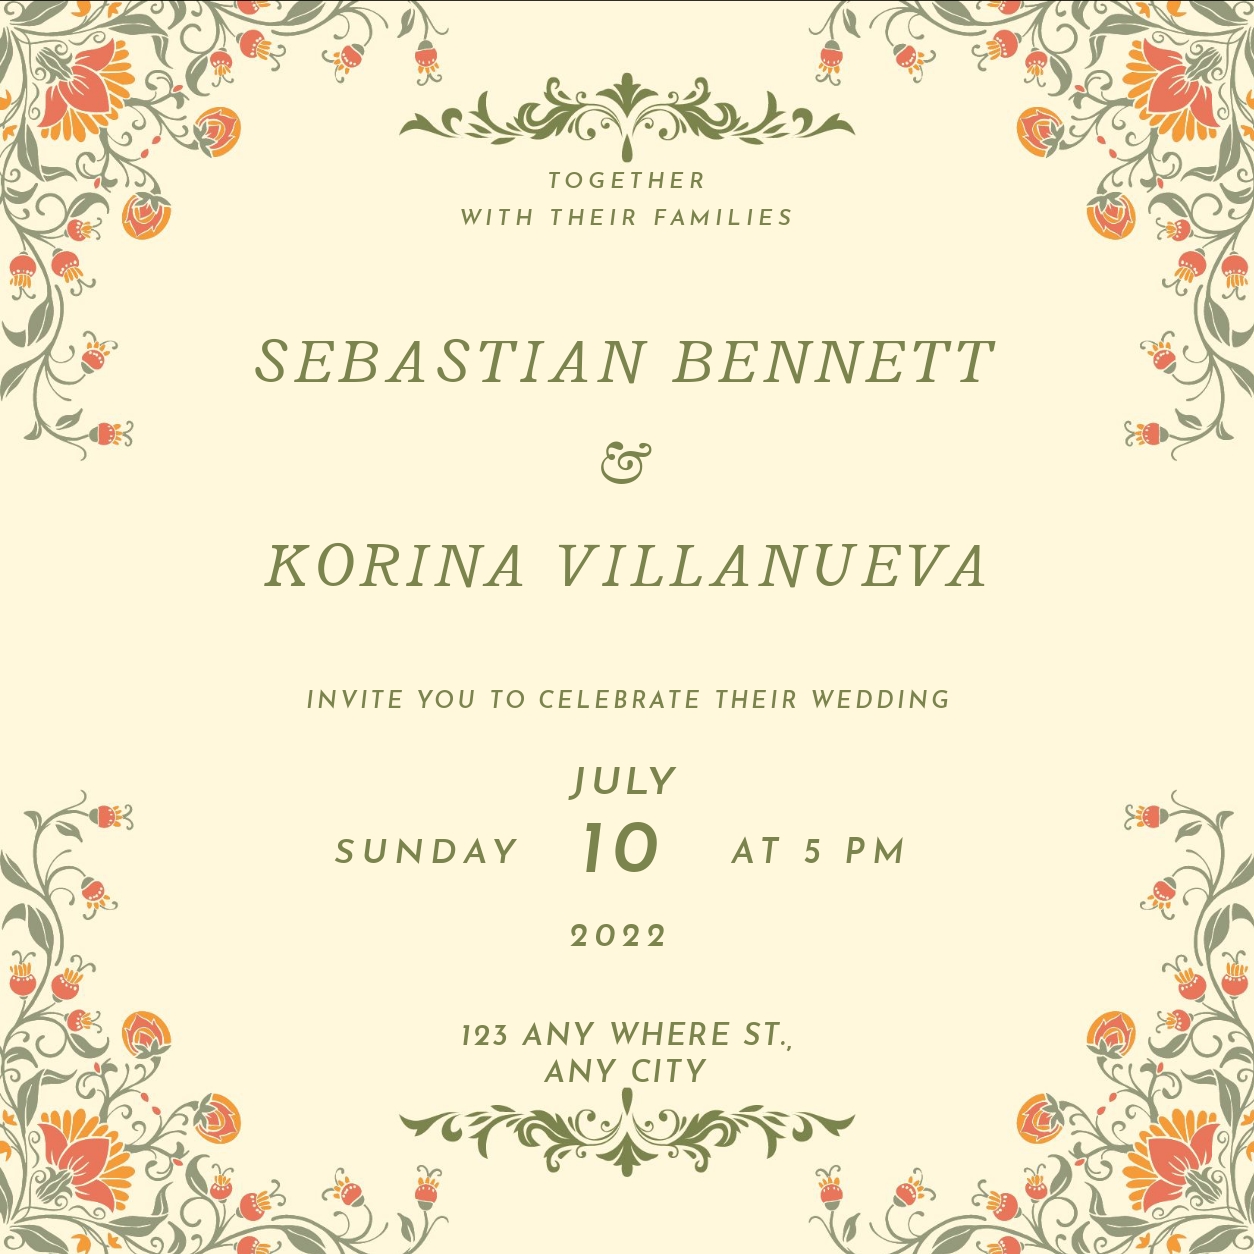 TOGETHER
WITH THEIR FAMILIES
SEBASTIAN BENNETT
&
KORINA VILLANUEVA
INVITE YOU TO CELEBRATE THEIR WEDDING
JULY
SUNDAY 10 AT 5 PM
2022
123 ANY WHERE ST.,
ANY CITY